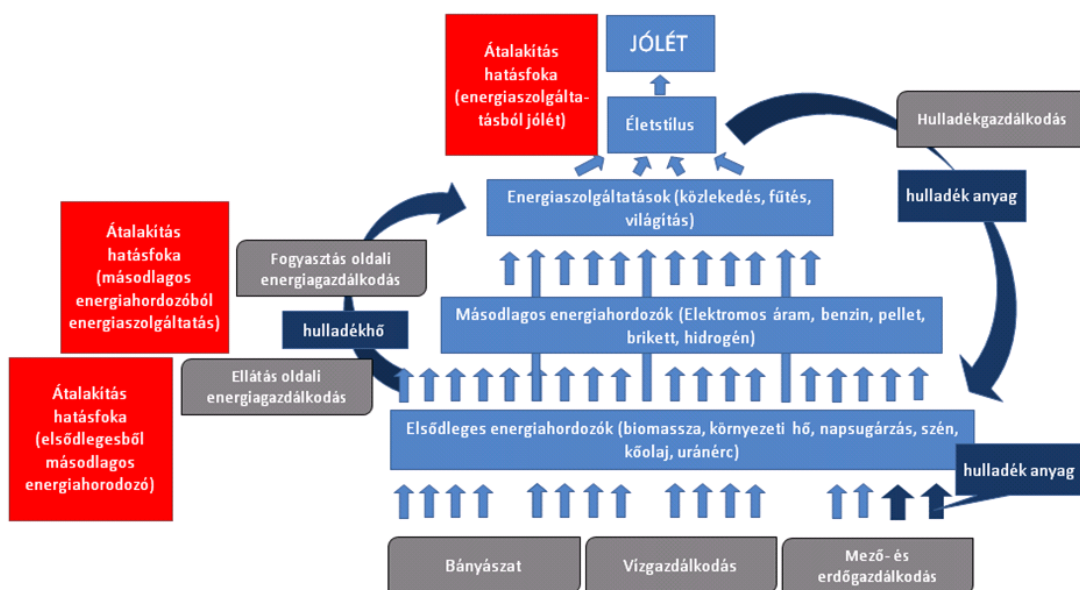 JÓLÉT
Átalakítás
hatásfoka
(energiaszolgálta-
tásból jólét)
Életstílus
Hulladékgazdálkodás
hulladék anyag
Energiaszolgáltatások (közlekedés, fűtés,
világítás)
Átalakítás
hatásfoka
(másodlagos
energiahordozóból
energiaszolgáltatás)
Fogyasztás oldali
energiagazdálkodás
hulladékhő
Másodlagos energiahordozók (Elektromos áram, benzin, pellet,
brikett, hidrogén)
Ellátás oldali
energiagazdálkodás
Átalakítás
hatásfoka
(elsődlegesből
másodlagos
energiahorodozó)
Elsődleges energiahordozók (biomassza, környezeti hő, napsugárzás, szén,
kőolaj, uránérc)
hulladék anyag
Bányászat
Vízgazdálkodás
Mező- és
erdőgazdálkodás